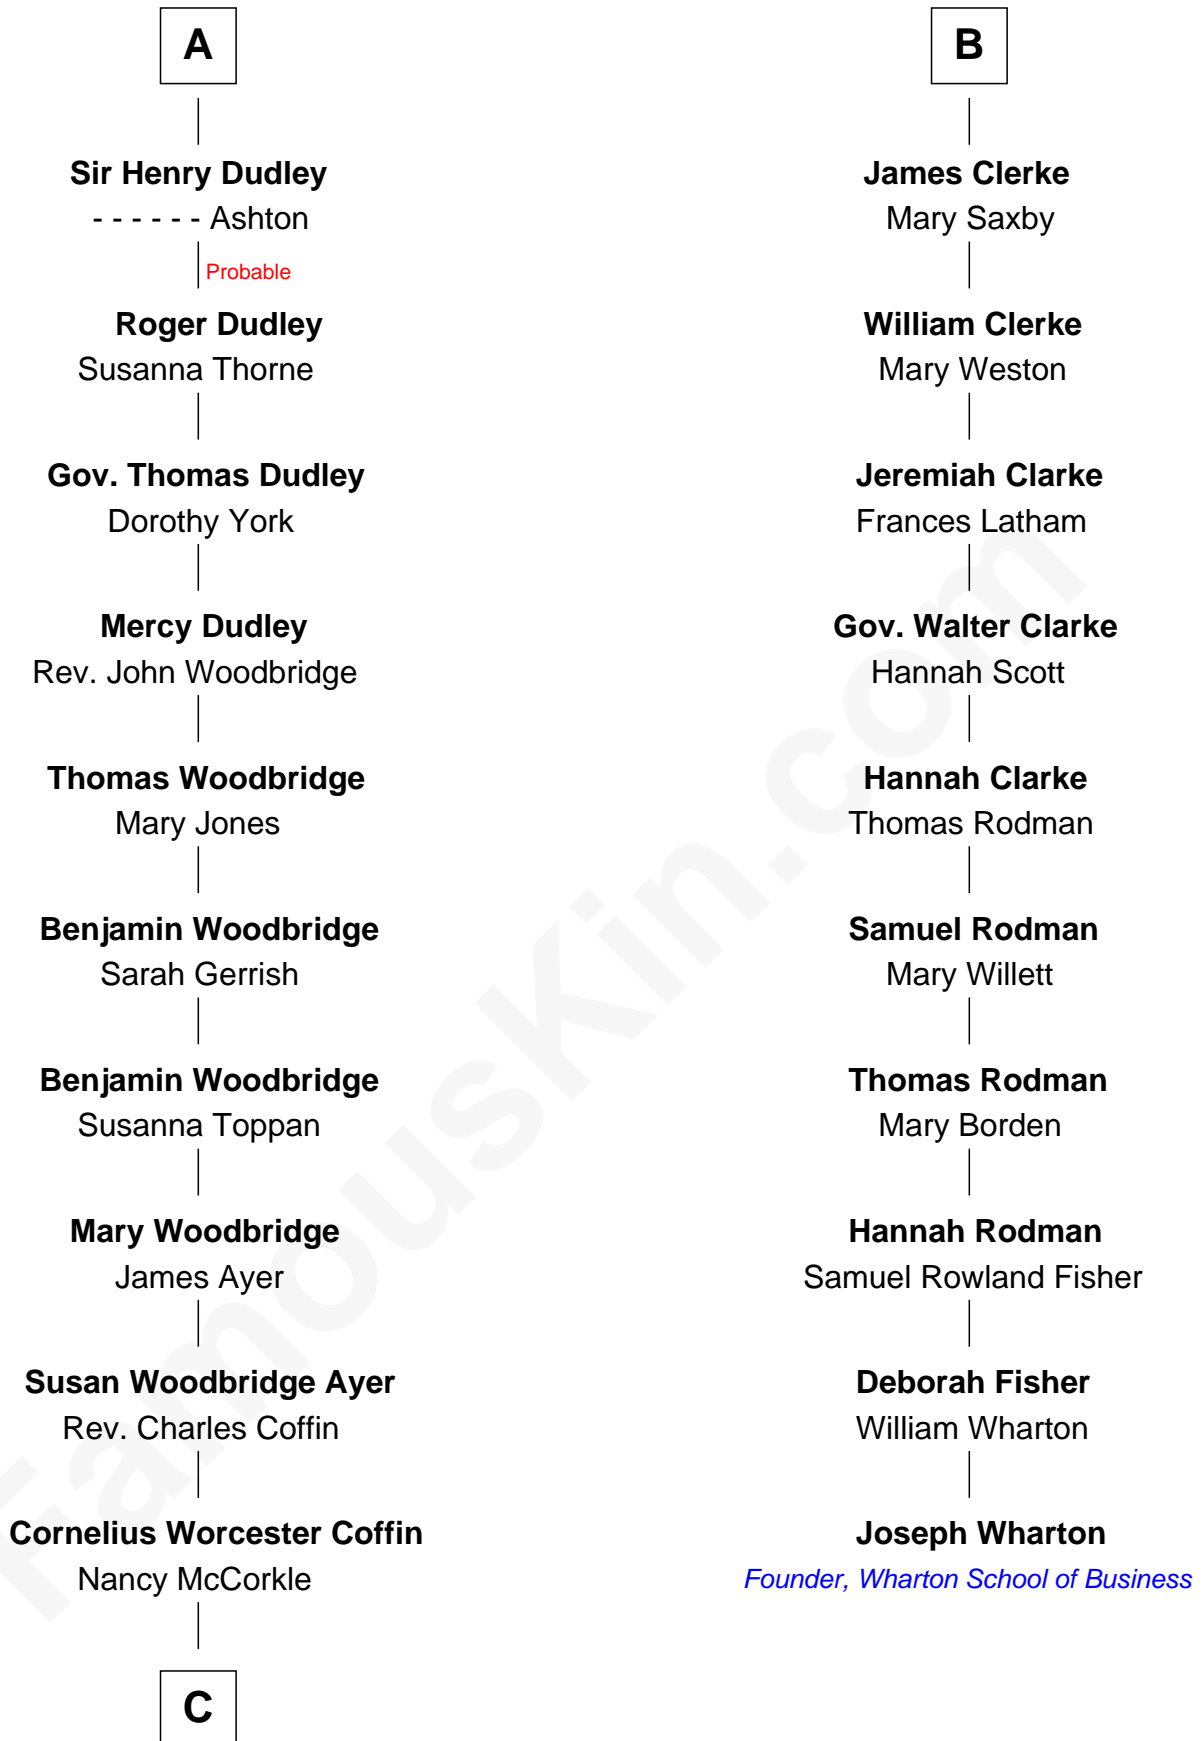 A
Sir Henry Dudley
- - - - - - Ashton
Probable
Roger Dudley
Susanna Thorne
Gov. Thomas Dudley
Dorothy York
Mercy Dudley
Rev. John Woodbridge
Thomas Woodbridge
Mary Jones
Benjamin Woodbridge
Sarah Gerrish
Benjamin Woodbridge
Susanna Toppan
Mary Woodbridge
James Ayer
Susan Woodbridge Ayer
Rev. Charles Coffin
Cornelius Worcester Coffin
Nancy McCorkle
C
B
James Clerke
Mary Saxby
William Clerke
Mary Weston
Jeremiah Clarke
Frances Latham
Gov. Walter Clarke
Hannah Scott
Hannah Clarke
Thomas Rodman
Samuel Rodman
Mary Willett
Thomas Rodman
Mary Borden
Hannah Rodman
Samuel Rowland Fisher
Deborah Fisher
William Wharton
Joseph Wharton
Founder, Wharton School of Business
FamousKin.com